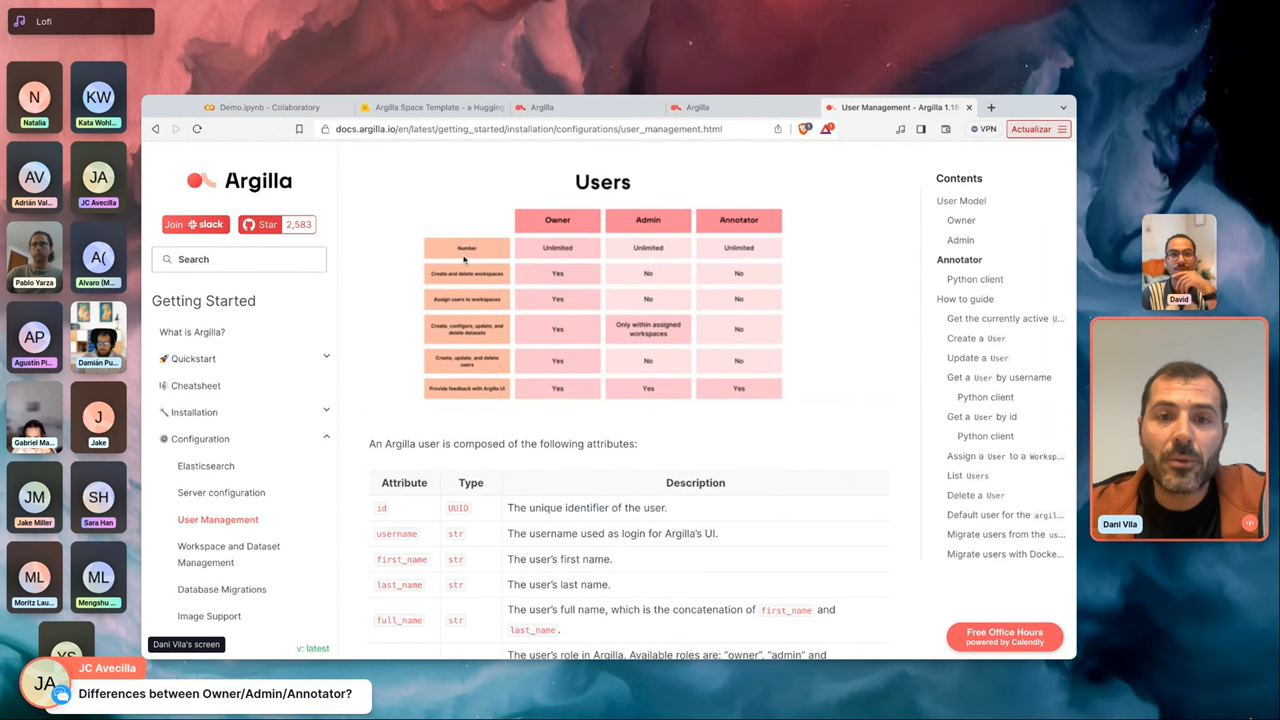 Lofi
N
Natalia
KW
Kata Wohl...
AV
Adrián Val...
JA
JC Avecilla
Pablo Yarza
A(
Alvaro (M...
AP
Agustín Pi...
Damián Pu...
Gabriel Ma...
J
Jake
JM
Jake Miller
SH
Sara Han
ML
Moritz Lau...
ML
Mengshu ...
YS
JA
JC Avecilla
Differences between Owner/Admin/Annotator?
Demo.ipynb - Colaboratory
Argilla Space Template - a Hugging
Argilla
Argilla
User Management - Argilla 1.18
docs.argilla.io/en/latest/getting_started/installation/configurations/user_management.html
VPN
Actualizar
Argilla
Join slack
Star 2,583
Search
Getting Started
What is Argilla?
Quickstart
Cheatsheet
Installation
Configuration
Elasticsearch
Server configuration
User Management
Workspace and Dataset
Management
Database Migrations
Image Support
Dani Vila's screen
v: latest
Users
Owner Admin Annotator
Number Unlimited Unlimited Unlimited
Create and delete workspaces Yes No No
Assign users to workspaces Yes No No
Create, configure, update, and delete datasets Yes Only within assigned workspaces No
Create, update, and delete users Yes No No
Provide feedback with Argilla UI Yes Yes Yes
An Argilla user is composed of the following attributes:
Attribute Type Description
id UUID The unique identifier of the user.
username str The username used as login for Argilla's UI.
first_name str The user's first name.
last_name str The user's last name.
full_name str The user's full name, which is the concatenation of first_name and
last_name.
The user's role in Argilla. Available roles are: "owner", "admin" and
Contents
User Model
Owner
Admin
Annotator
Python client
How to guide
Get the currently active U...
Create a User
Update a User
Get a User by username
Python client
Get a User by id
Python client
Assign a User to a Worksp...
List Users
Delete a User
Default user for the argil...
Migrate users from the us...
Migrate users with Docke...
Free Office Hours
powered by Calendly
David
Dani Vila